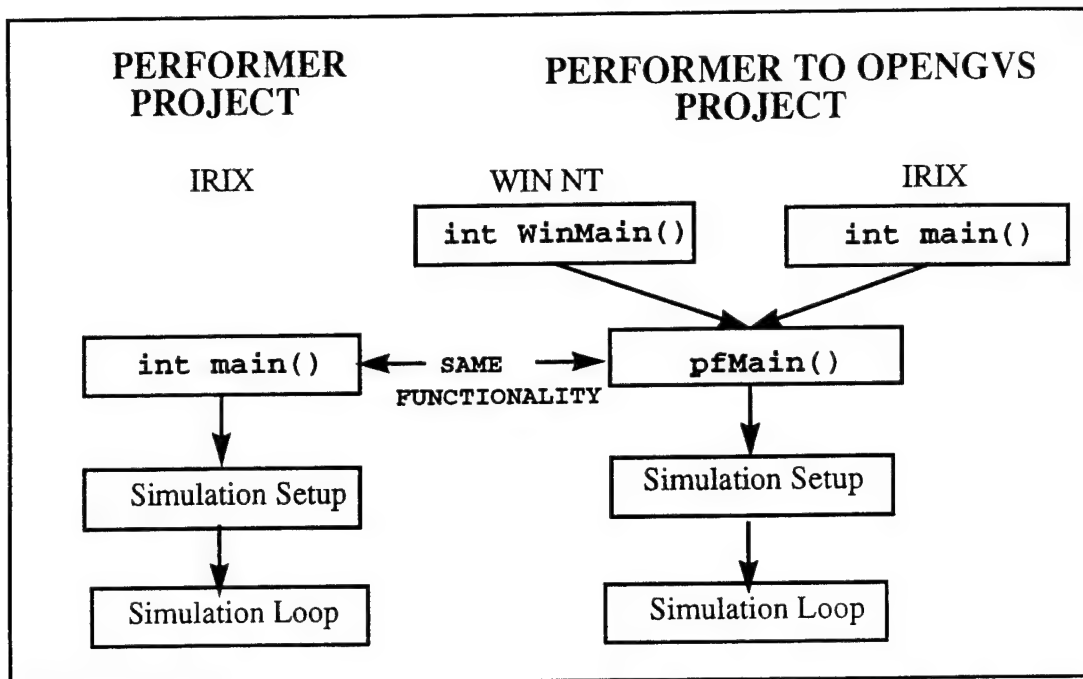 PERFORMER
PROJECT
PERFORMER TO OPENGVS
PROJECT
IRIX
WIN NT
IRIX
int WinMain()
int main()
int main()
SAME
FUNCTIONALITY
pfMain()
Simulation Setup
Simulation Setup
Simulation Loop
Simulation Loop